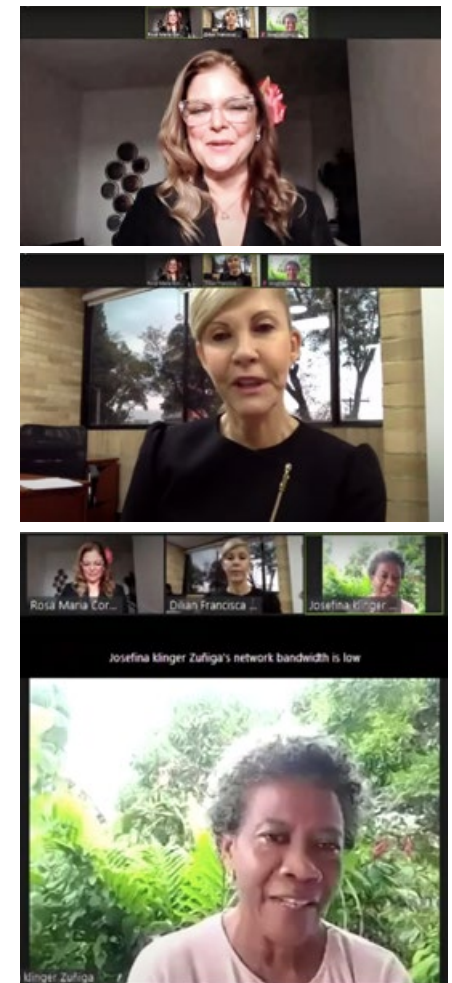 Rosa Maria Cor...
Dilian Francisca ...
Josefina klinger ...
Josefina klinger Zuñiga's network bandwidth is low
klinger Zuñiga